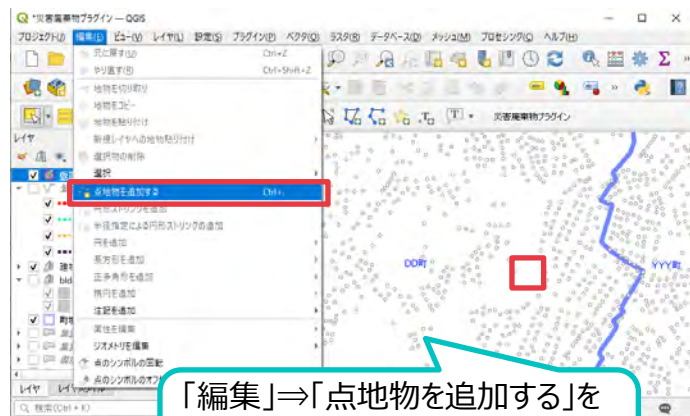 *災害廃棄物プラグイン — QGIS
プロジェクト(J) 編集(E) ビュー(V) レイヤ(L) 設定(S) プラグイン(P) ベクタ(O) ラスタ(R) データベース(D) メッシュ(M) プロセシング(C) ヘルプ(H)
元に戻す(U) Ctrl+Z
やり直す(R) Ctrl+Shift+Z
地物を切り取り
地物をコピー
地物を貼り付け
新規レイヤへの地物貼り付け
選択物の削除
選択
点地物を追加する Ctrl+.
円形ストリングを追加
半径指定による円形ストリングの追加
円を追加
長方形を追加
正多角形を追加
楕円を追加
注記を追加
属性を編集
ジオメトリを編集
点のシンボルの回転
災害廃棄物プラグイン
レイヤ
bld
DD町
YYY町
レイヤ
検索(Ctrl + K)
「編集」⇒「点地物を追加する」を